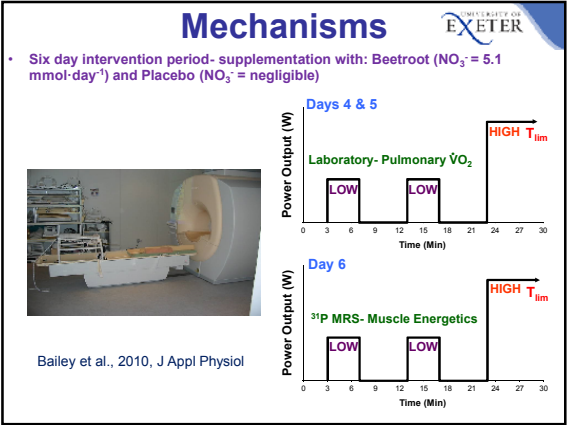 Mechanisms
UNIVERSITY OF
EXETER
• Six day intervention period- supplementation with: Beetroot (NO₃⁻ = 5.1
mmol·day⁻¹) and Placebo (NO₃⁻ = negligible)
Days 4 & 5
Power Output (W)
HIGH Tlim
Laboratory- Pulmonary V̇O₂
LOW LOW
0 3 6 9 12 15 18 21 24 27 30
Time (Min)
Day 6
Power Output (W)
HIGH Tlim
³¹P MRS- Muscle Energetics
LOW LOW
0 3 6 9 12 15 18 21 24 27 30
Time (Min)
Bailey et al., 2010, J Appl Physiol